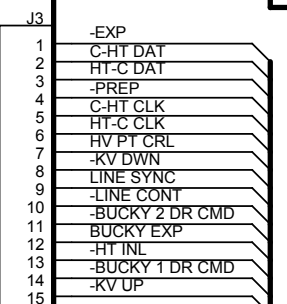 J3
-EXP
1
C-HT DAT
2
HT-C DAT
3
-PREP
4
C-HT CLK
5
HT-C CLK
6
HV PT CRL
7
-KV DWN
8
LINE SYNC
9
-LINE CONT
10
-BUCKY 2 DR CMD
11
BUCKY EXP
12
-HT INL
13
-BUCKY 1 DR CMD
14
-KV UP
15